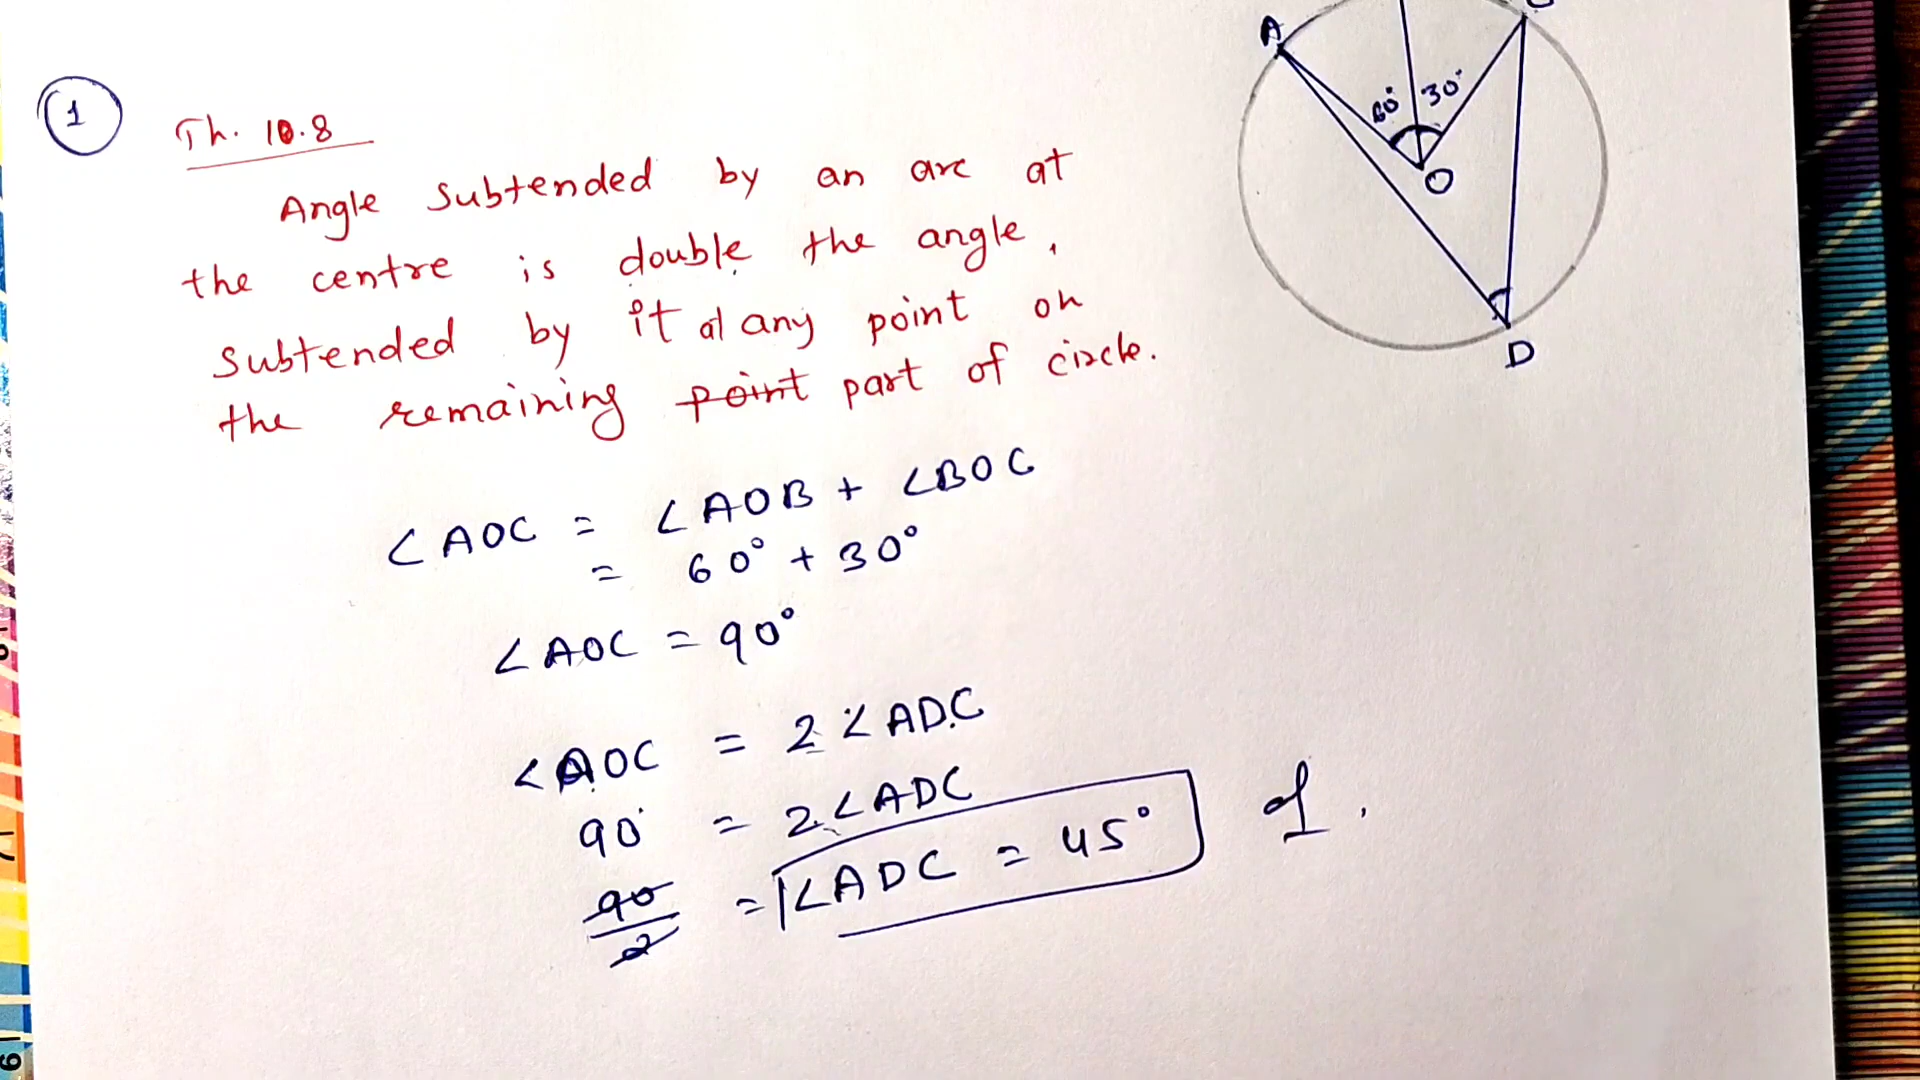 1
Th. 10.8
Angle subtended by an arc at
the centre is double the angle,
subtended by it at any point on
the remaining point part of circle.
∠AOC = ∠AOB + ∠BOC
= 60° + 30°
∠AOC = 90°
∠AOC = 2∠ADC
90° = 2∠ADC
90/2 = ∠ADC = 45°
A
60° 30°
O
D